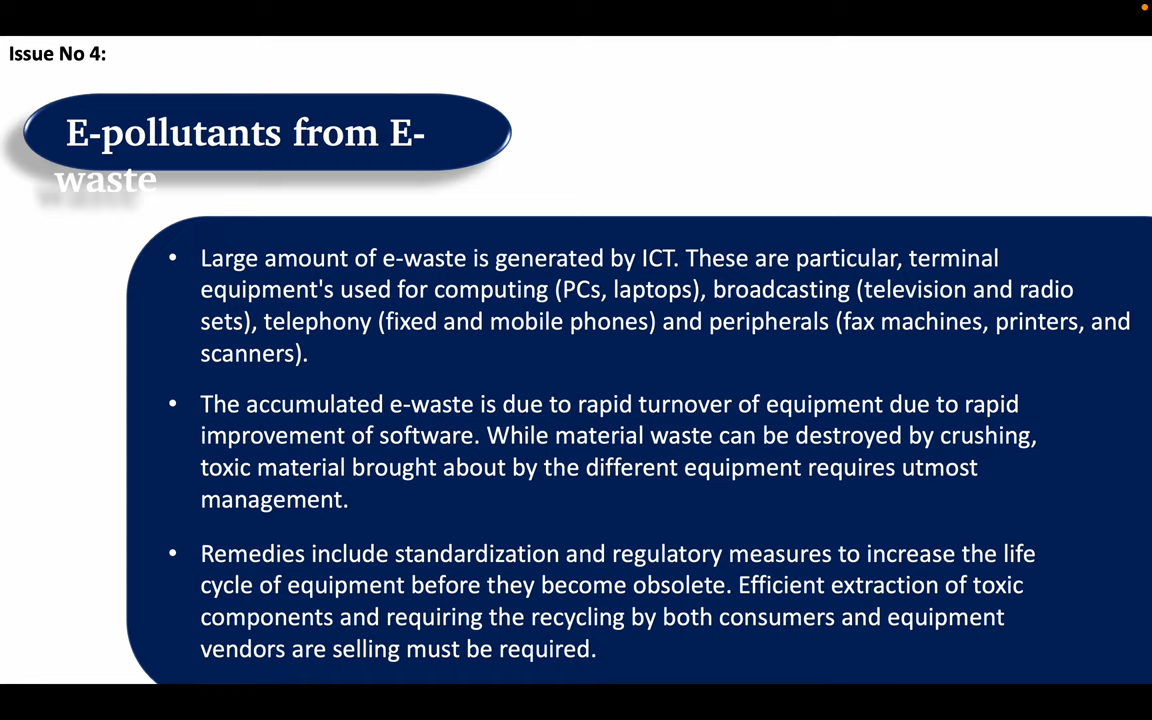 Issue No 4:
E-pollutants from E-
waste
• Large amount of e-waste is generated by ICT. These are particular, terminal
equipment's used for computing (PCs, laptops), broadcasting (television and radio
sets), telephony (fixed and mobile phones) and peripherals (fax machines, printers, and
scanners).
• The accumulated e-waste is due to rapid turnover of equipment due to rapid
improvement of software. While material waste can be destroyed by crushing,
toxic material brought about by the different equipment requires utmost
management.
• Remedies include standardization and regulatory measures to increase the life
cycle of equipment before they become obsolete. Efficient extraction of toxic
components and requiring the recycling by both consumers and equipment
vendors are selling must be required.